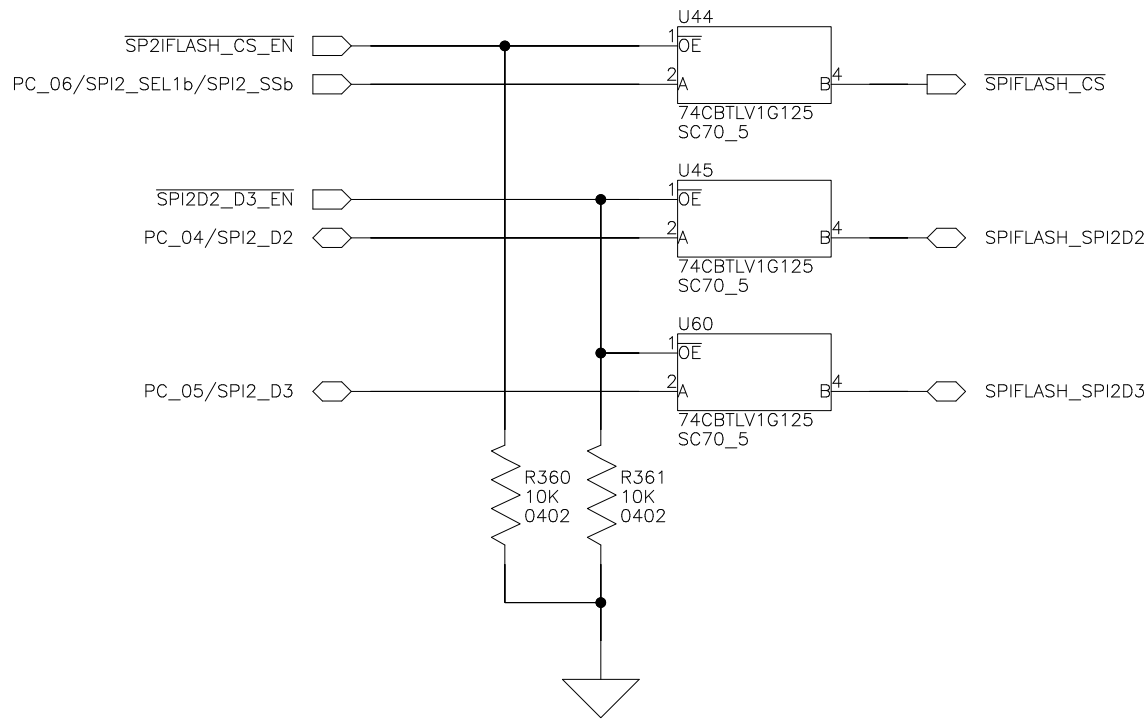 U44
SP2IFLASH_CS_EN
1
OE
PC_06/SPI2_SEL1b/SPI2_SSb
2
A
B
4
SPIFLASH_CS
74CBTLV1G125
SC70_5
U45
SPI2D2_D3_EN
1
OE
PC_04/SPI2_D2
2
A
B
4
SPIFLASH_SPI2D2
74CBTLV1G125
SC70_5
U60
1
OE
PC_05/SPI2_D3
2
A
B
4
SPIFLASH_SPI2D3
74CBTLV1G125
SC70_5
R360
10K
0402
R361
10K
0402